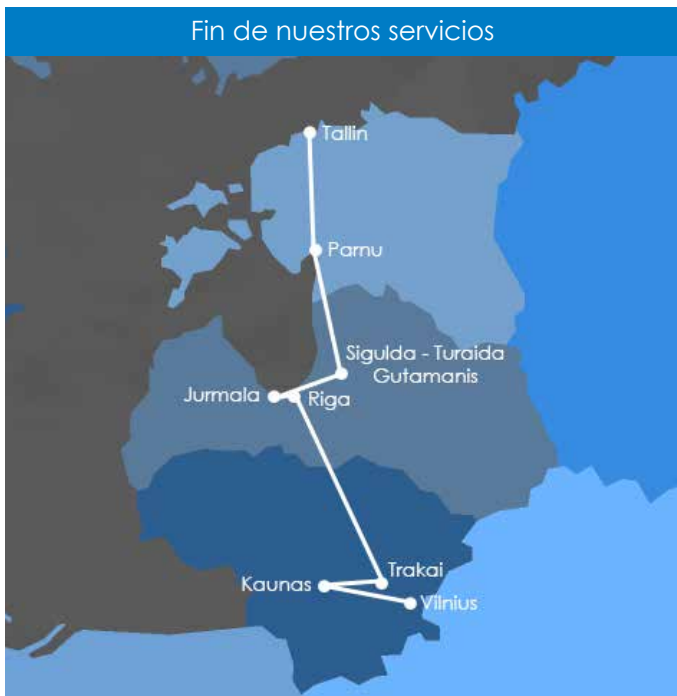 Fin de nuestros servicios
Tallin
Parnu
Sigulda - Turaida
Gutamanis
Jurmala
Riga
Trakai
Kaunas
Vilnius